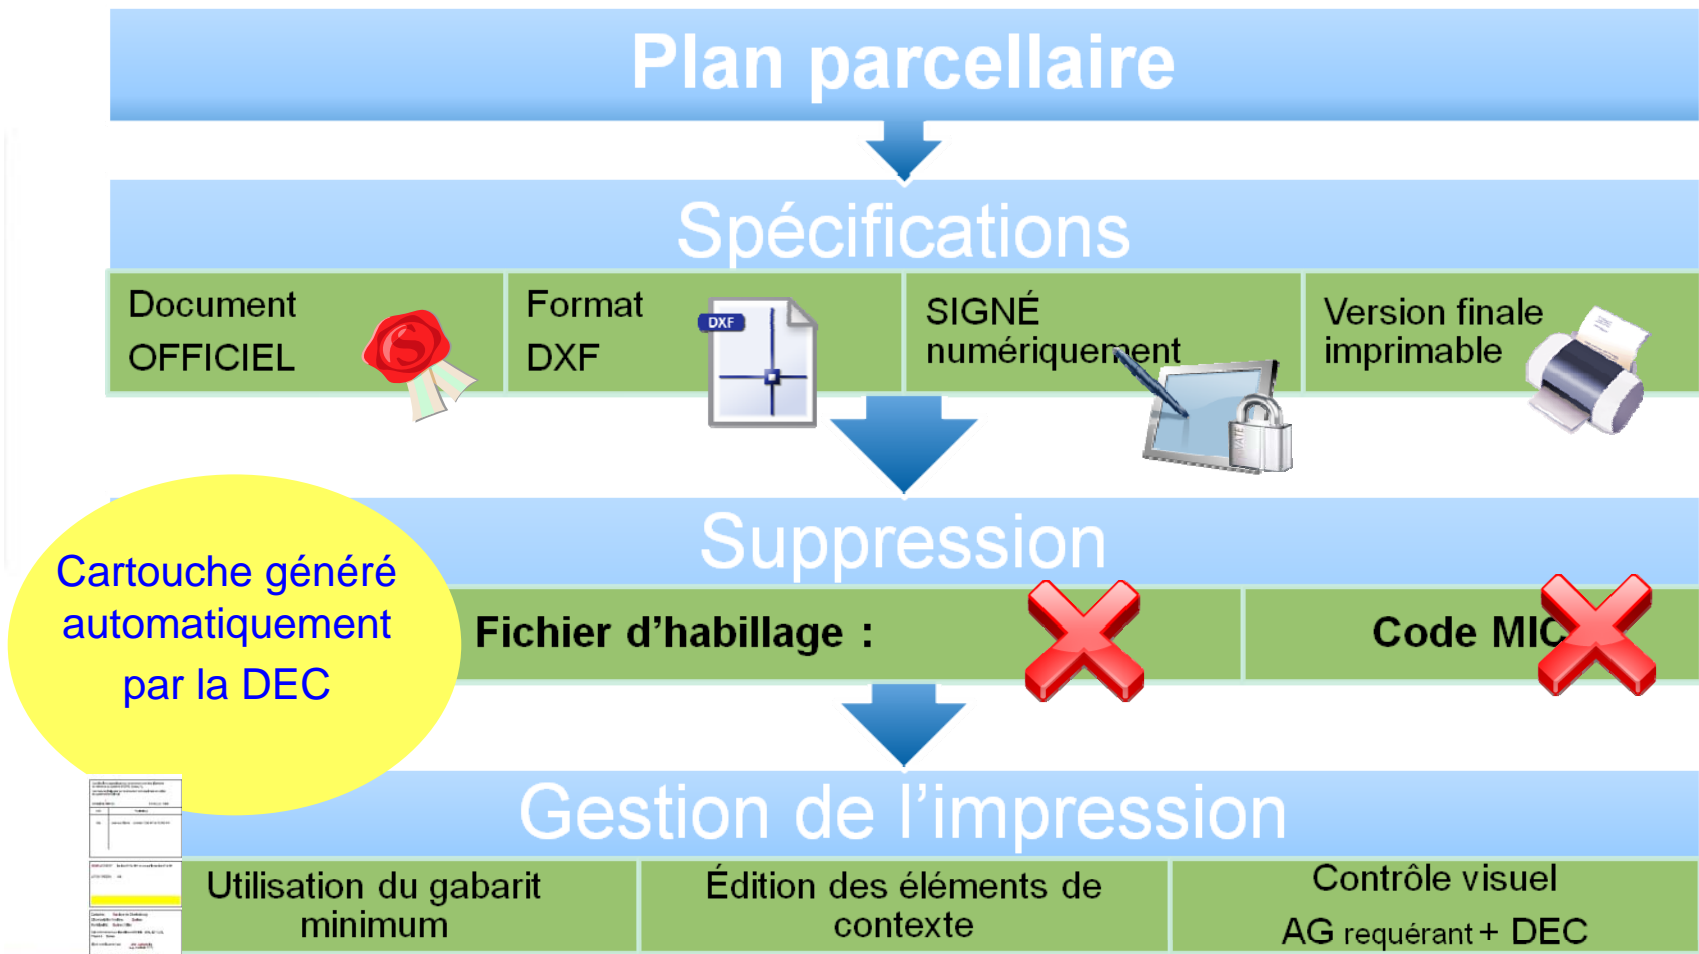 Plan parcellaire
Spécifications
Document
OFFICIEL
Format
DXF
DXF
SIGNÉ
numériquement
Version finale
imprimable
Suppression
Cartouche généré
automatiquement
par la DEC
Fichier d’habillage :
Code MIC
Gestion de l’impression
Utilisation du gabarit
minimum
Édition des éléments de
contexte
Contrôle visuel
AG requérant + DEC